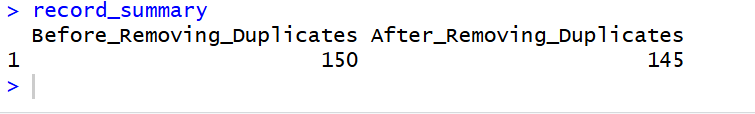 > record_summary
  Before_Removing_Duplicates After_Removing_Duplicates
1                        150                       145
>